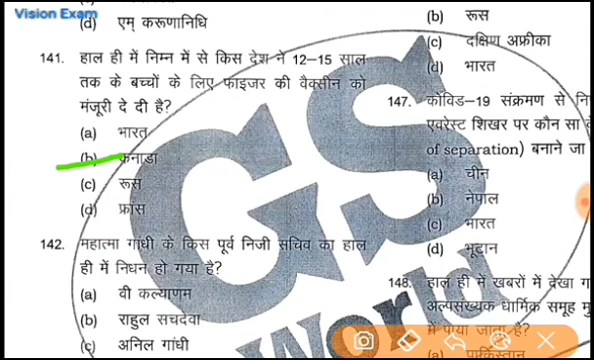 Vision Exam
(d) एम् करूणानिधि
141. हाल ही में निम्न में से किस देश ने 12–15 साल
तक के बच्चों के लिए फाइजर की वैक्सीन को
मंजूरी दे दी है?
(a) भारत
(b) कनाडा
(c) रूस
(d) फ्रांस
142. महात्मा गांधी के किस पूर्व निजी सचिव का हाल
ही में निधन हो गया है?
(a) वी कल्याणम
(b) राहुल सचदेवा
(c) अनिल गांधी
(b) रूस
(c) दक्षिण अफ्रीका
(d) भारत
147. कोविड–19 संक्रमण से
एवरेस्ट शिखर पर कौन सा
of separation) बनाने जा
(a) चीन
(b) नेपाल
(c) भारत
(d) भूटान
148. हाल ही में खबरों में देखा
अल्पसंख्यक धार्मिक समूह
में पाया जाता है?
(a) पाकिस्तान
GS World